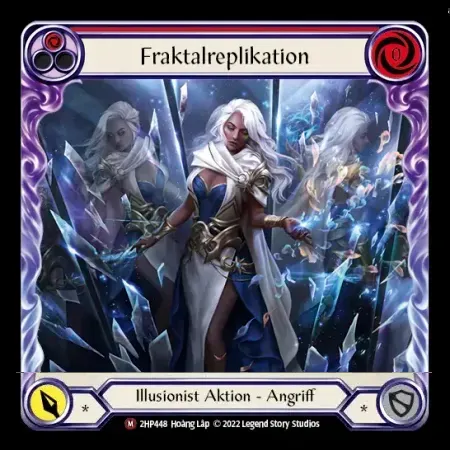 Fraktalreplikation
0
Illusionist Aktion - Angriff
*
*
M 2HP448 Hoàng Lập © 2022 Legend Story Studios